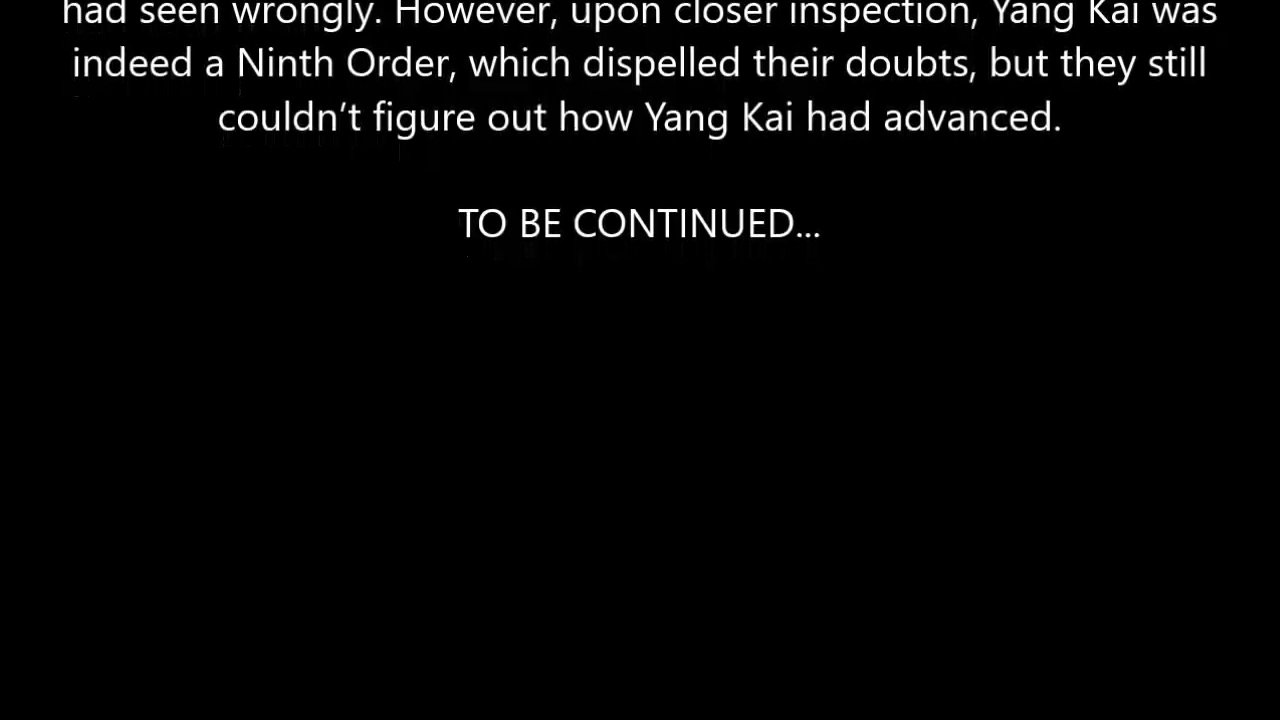 had seen wrongly. However, upon closer inspection, Yang Kai was
indeed a Ninth Order, which dispelled their doubts, but they still
couldn’t figure out how Yang Kai had advanced.
TO BE CONTINUED...